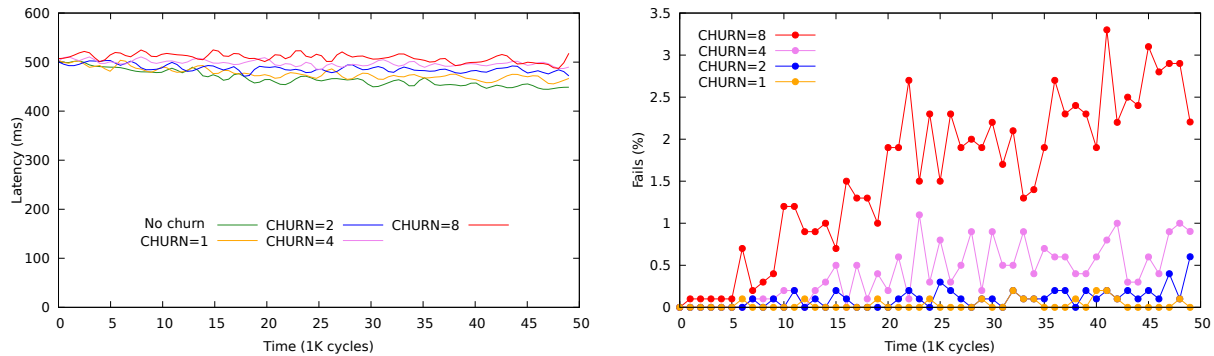 600
500
400
300
200
100
0
Latency (ms)
No churn
CHURN=1
CHURN=2
CHURN=4
CHURN=8
0 5 10 15 20 25 30 35 40 45 50
Time (1K cycles)
3.5
3
2.5
2
1.5
1
0.5
0
Fails (%)
CHURN=8
CHURN=4
CHURN=2
CHURN=1
0 5 10 15 20 25 30 35 40 45 50
Time (1K cycles)